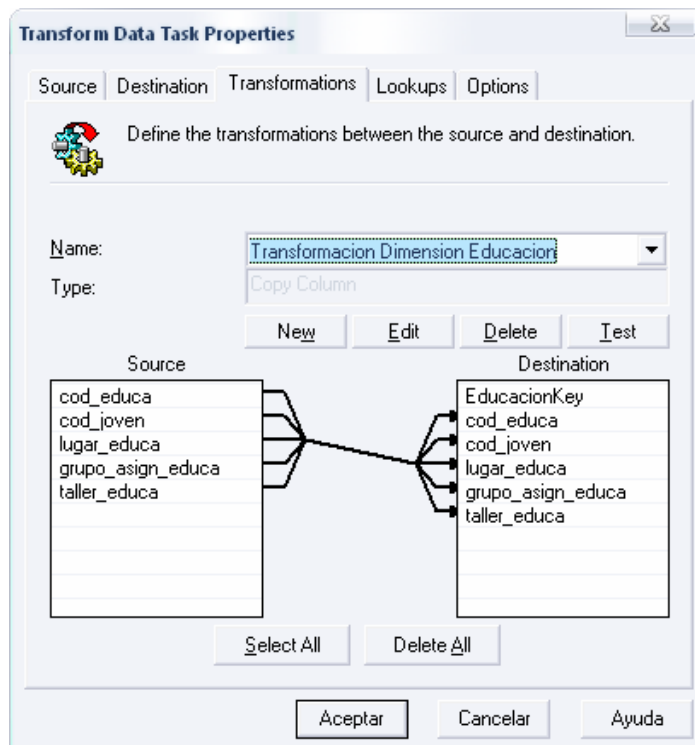 Transform Data Task Properties
Source Destination Transformations Lookups Options
Define the transformations between the source and destination.
Name: Transformacion Dimension Educacion
Type: Copy Column
New Edit Delete Test
Source Destination
cod_educa EducacionKey
cod_joven cod_educa
lugar_educa cod_joven
grupo_asign_educa lugar_educa
taller_educa grupo_asign_educa
taller_educa
Select All Delete All
Aceptar Cancelar Ayuda